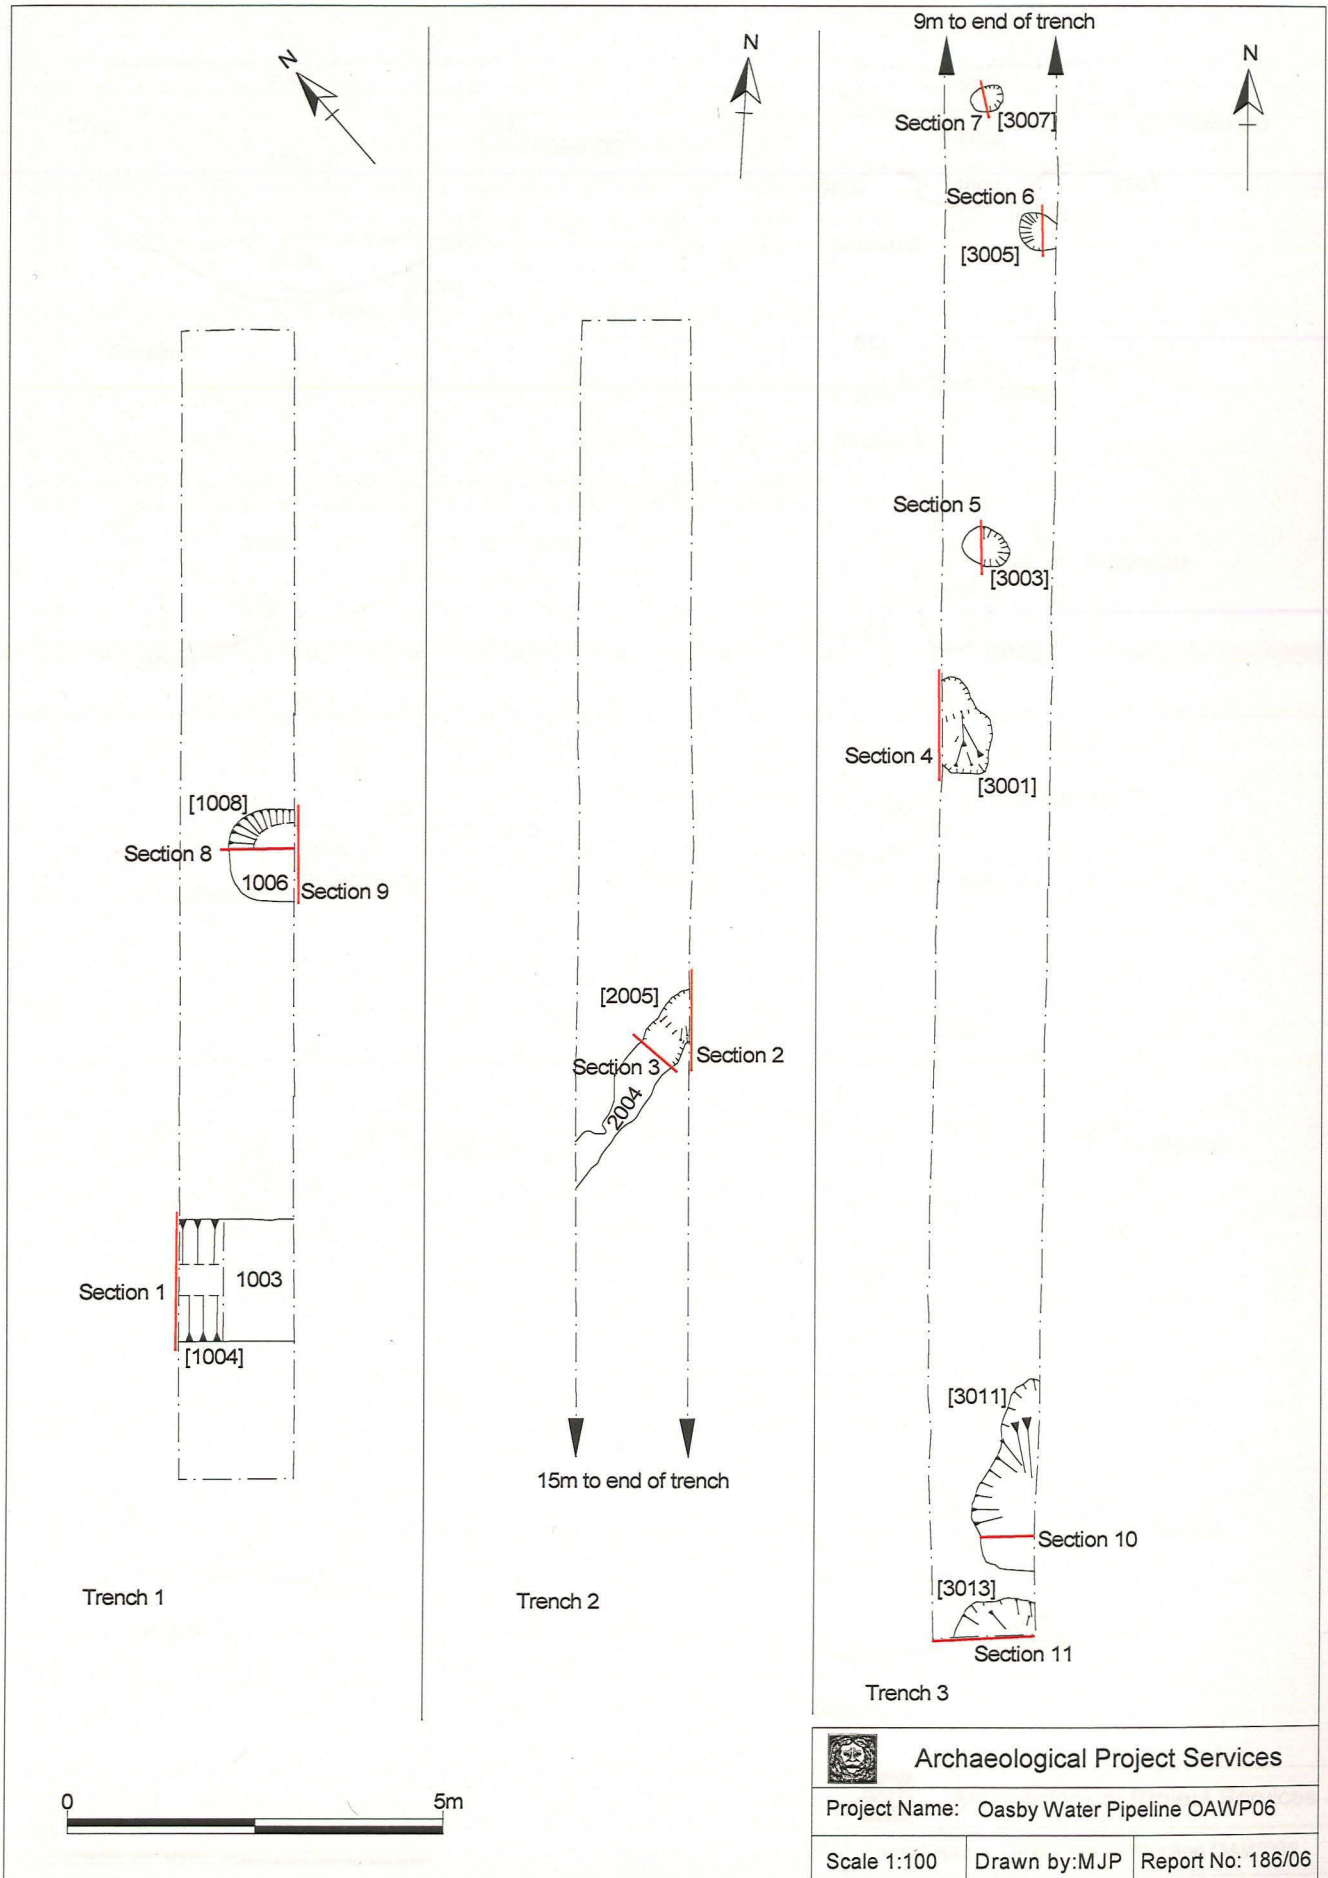 N
[1008]
Section 8
1006
Section 9
Section 1
1003
[1004]
Trench 1
0
5m
N
[2005]
Section 3
Section 2
2004
15m to end of trench
Trench 2
9m to end of trench
N
Section 7
[3007]
Section 6
[3005]
Section 5
[3003]
Section 4
[3001]
[3011]
Section 10
[3013]
Section 11
Trench 3
Archaeological Project Services
Project Name: Oasby Water Pipeline OAWP06
Scale 1:100
Drawn by:MJP
Report No: 186/06